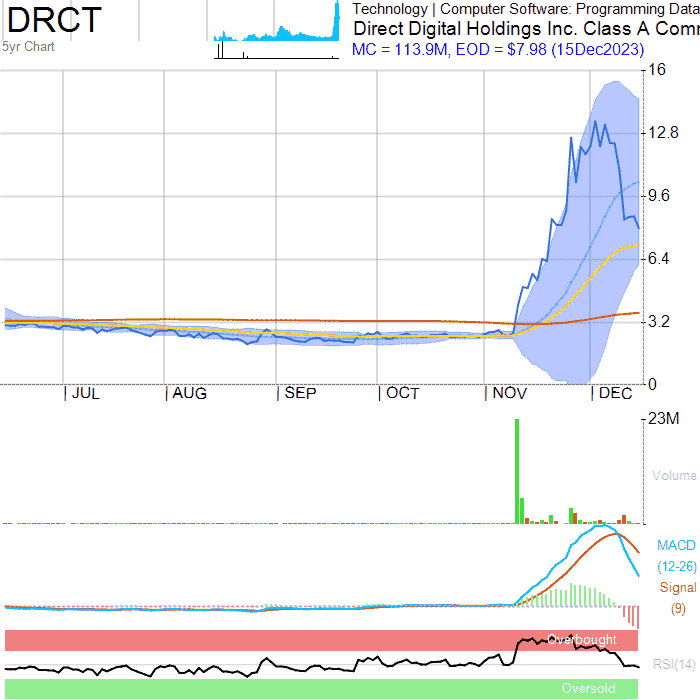 DRCT
Technology | Computer Software: Programming Data
Direct Digital Holdings Inc. Class A Com
5yr Chart
MC = 113.9M, EOD = $7.98 (15Dec2023)
16
12.8
9.6
6.4
3.2
0
JUL AUG SEP OCT NOV DEC
23M
Volume
MACD
(12-26)
Signal
(9)
Overbought
RSI(14)
Oversold